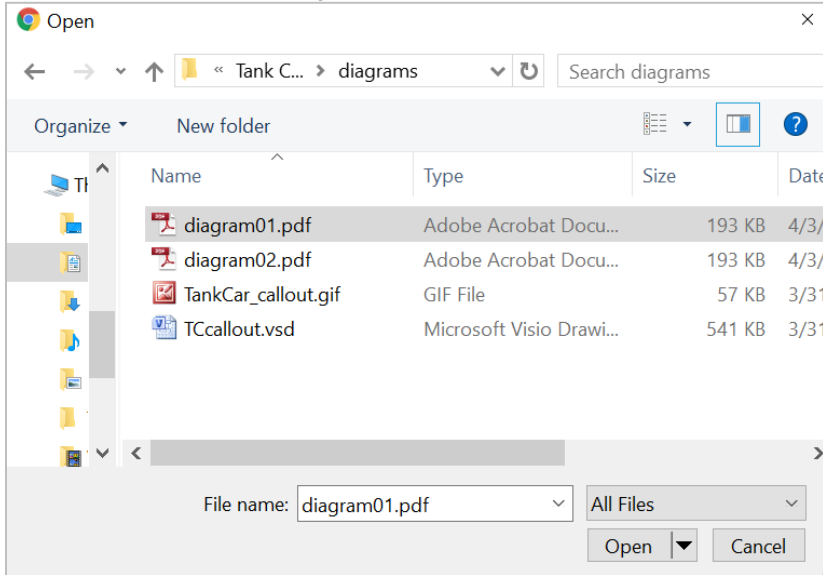 Open
« Tank C... > diagrams
Search diagrams
Organize
New folder
?
Name Type Size Date
diagram01.pdf Adobe Acrobat Docu... 193 KB 4/3/
diagram02.pdf Adobe Acrobat Docu... 193 KB 4/3/
TankCar_callout.gif GIF File 57 KB 3/31
TCcallout.vsd Microsoft Visio Drawi... 541 KB 3/31
File name: diagram01.pdf All Files
Open Cancel